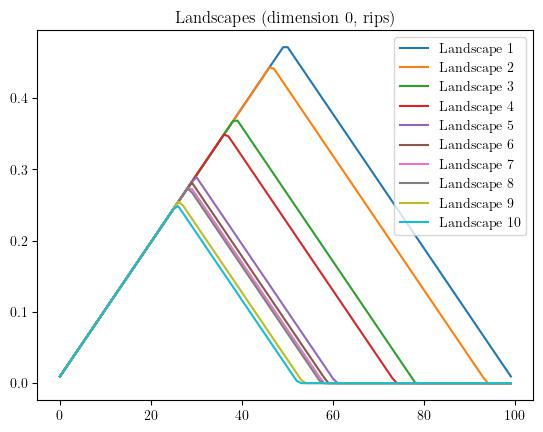 Landscapes (dimension 0, rips)
Landscape 1
Landscape 2
Landscape 3
Landscape 4
Landscape 5
Landscape 6
Landscape 7
Landscape 8
Landscape 9
Landscape 10
0.4
0.3
0.2
0.1
0.0
0 20 40 60 80 100